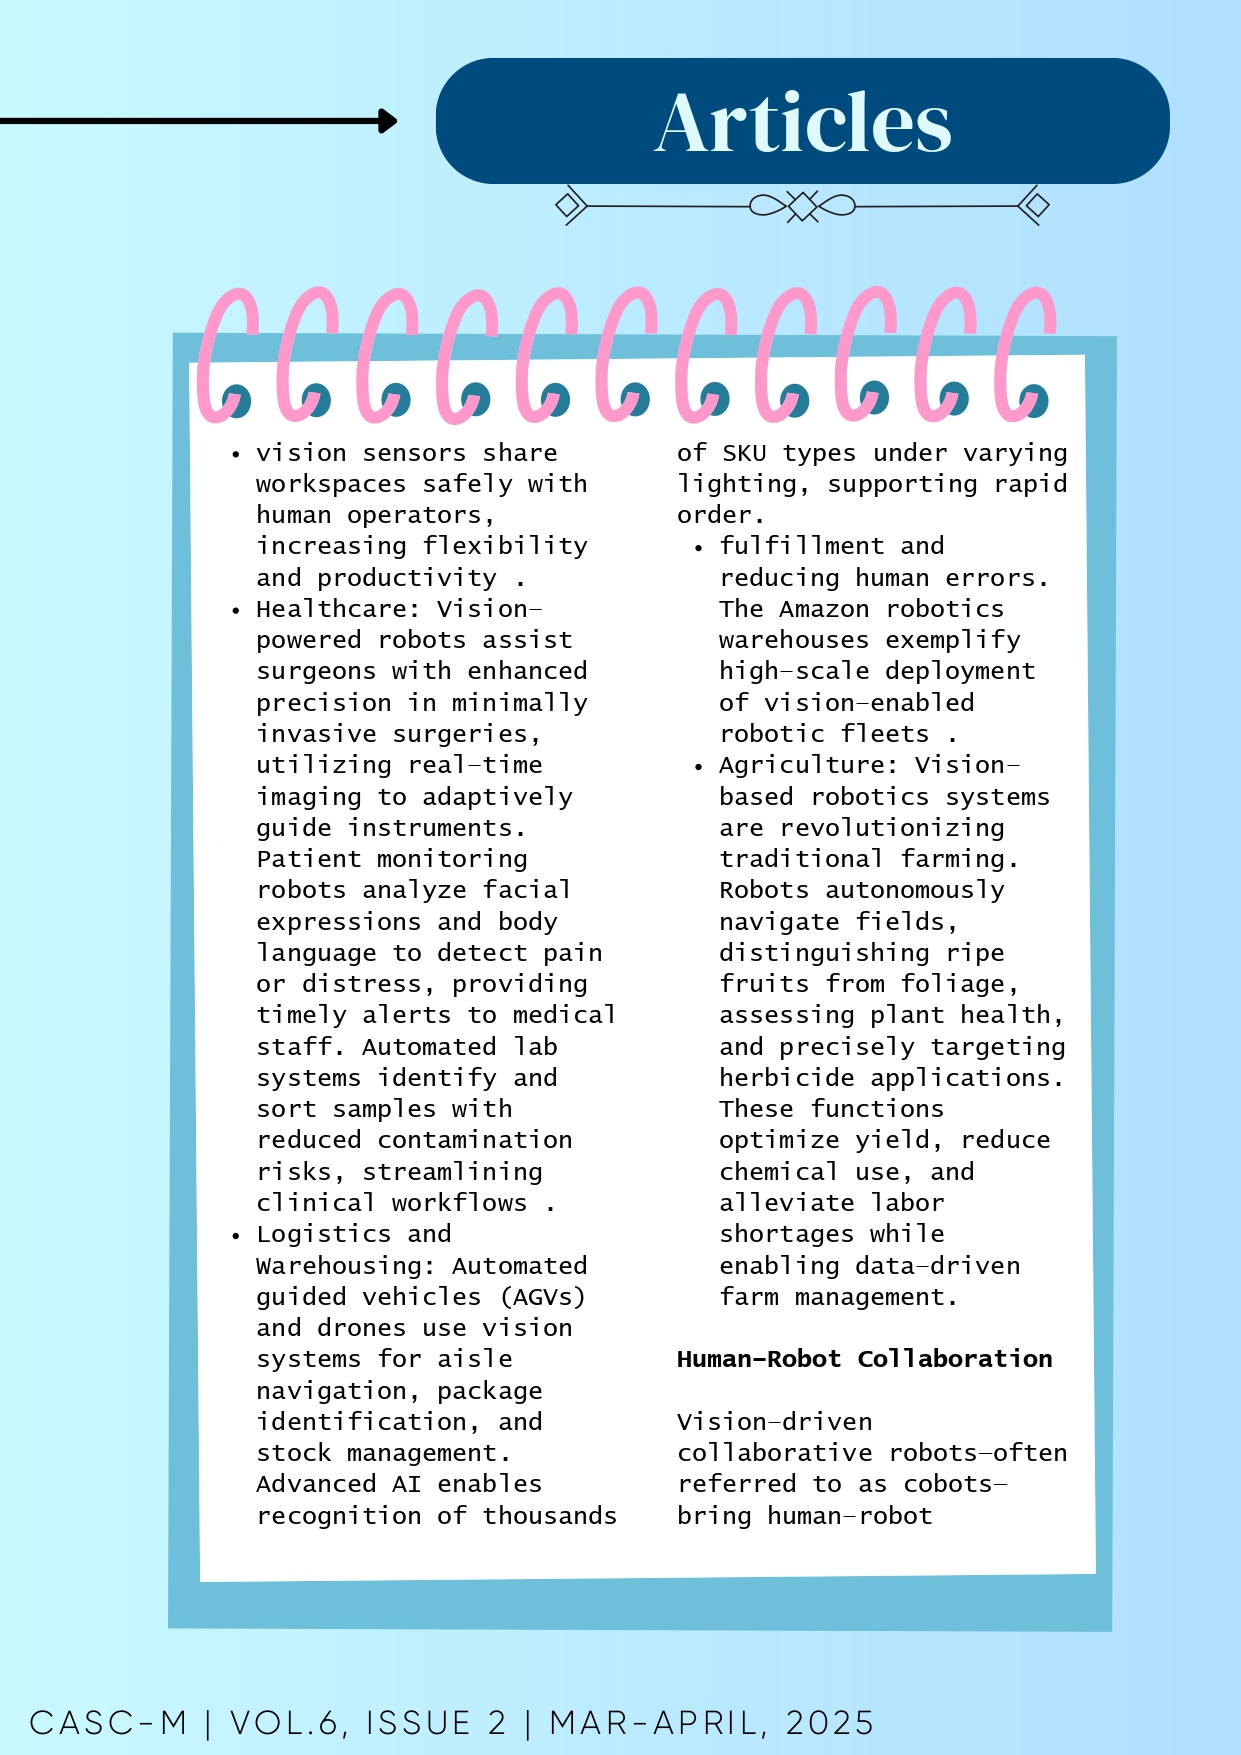 Articles
• vision sensors share
workspaces safely with
human operators,
increasing flexibility
and productivity .
• Healthcare: Vision-
powered robots assist
surgeons with enhanced
precision in minimally
invasive surgeries,
utilizing real-time
imaging to adaptively
guide instruments.
Patient monitoring
robots analyze facial
expressions and body
language to detect pain
or distress, providing
timely alerts to medical
staff. Automated lab
systems identify and
sort samples with
reduced contamination
risks, streamlining
clinical workflows .
• Logistics and
Warehousing: Automated
guided vehicles (AGVs)
and drones use vision
systems for aisle
navigation, package
identification, and
stock management.
Advanced AI enables
recognition of thousands
of SKU types under varying
lighting, supporting rapid
order.
• fulfillment and
reducing human errors.
The Amazon robotics
warehouses exemplify
high-scale deployment
of vision-enabled
robotic fleets .
• Agriculture: Vision-
based robotics systems
are revolutionizing
traditional farming.
Robots autonomously
navigate fields,
distinguishing ripe
fruits from foliage,
assessing plant health,
and precisely targeting
herbicide applications.
These functions
optimize yield, reduce
chemical use, and
alleviate labor
shortages while
enabling data-driven
farm management.
Human-Robot Collaboration
Vision-driven
collaborative robots—often
referred to as cobots—
bring human-robot
CASC-M | VOL.6, ISSUE 2 | MAR-APRIL, 2025